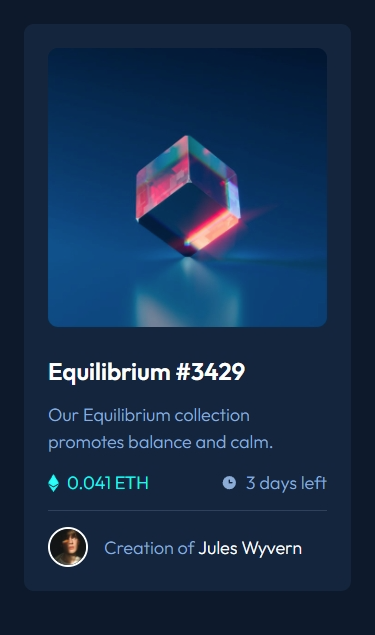 Equilibrium #3429
Our Equilibrium collection
promotes balance and calm.
0.041 ETH
3 days left
Creation of Jules Wyvern